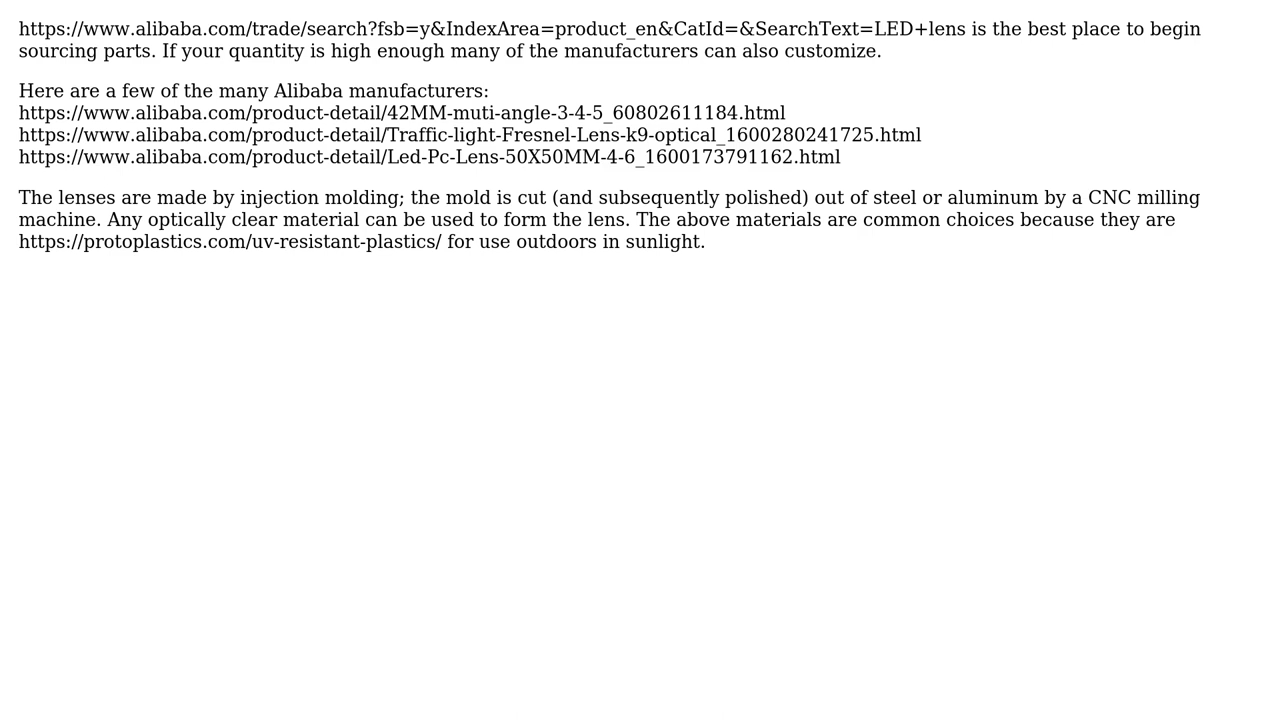 https://www.alibaba.com/trade/search?fsb=y&IndexArea=product_en&CatId=&SearchText=LED+lens is the best place to begin
sourcing parts. If your quantity is high enough many of the manufacturers can also customize.
Here are a few of the many Alibaba manufacturers:
https://www.alibaba.com/product-detail/42MM-muti-angle-3-4-5_60802611184.html
https://www.alibaba.com/product-detail/Traffic-light-Fresnel-Lens-k9-optical_1600280241725.html
https://www.alibaba.com/product-detail/Led-Pc-Lens-50X50MM-4-6_1600173791162.html
The lenses are made by injection molding; the mold is cut (and subsequently polished) out of steel or aluminum by a CNC milling
machine. Any optically clear material can be used to form the lens. The above materials are common choices because they are
https://protoplastics.com/uv-resistant-plastics/ for use outdoors in sunlight.